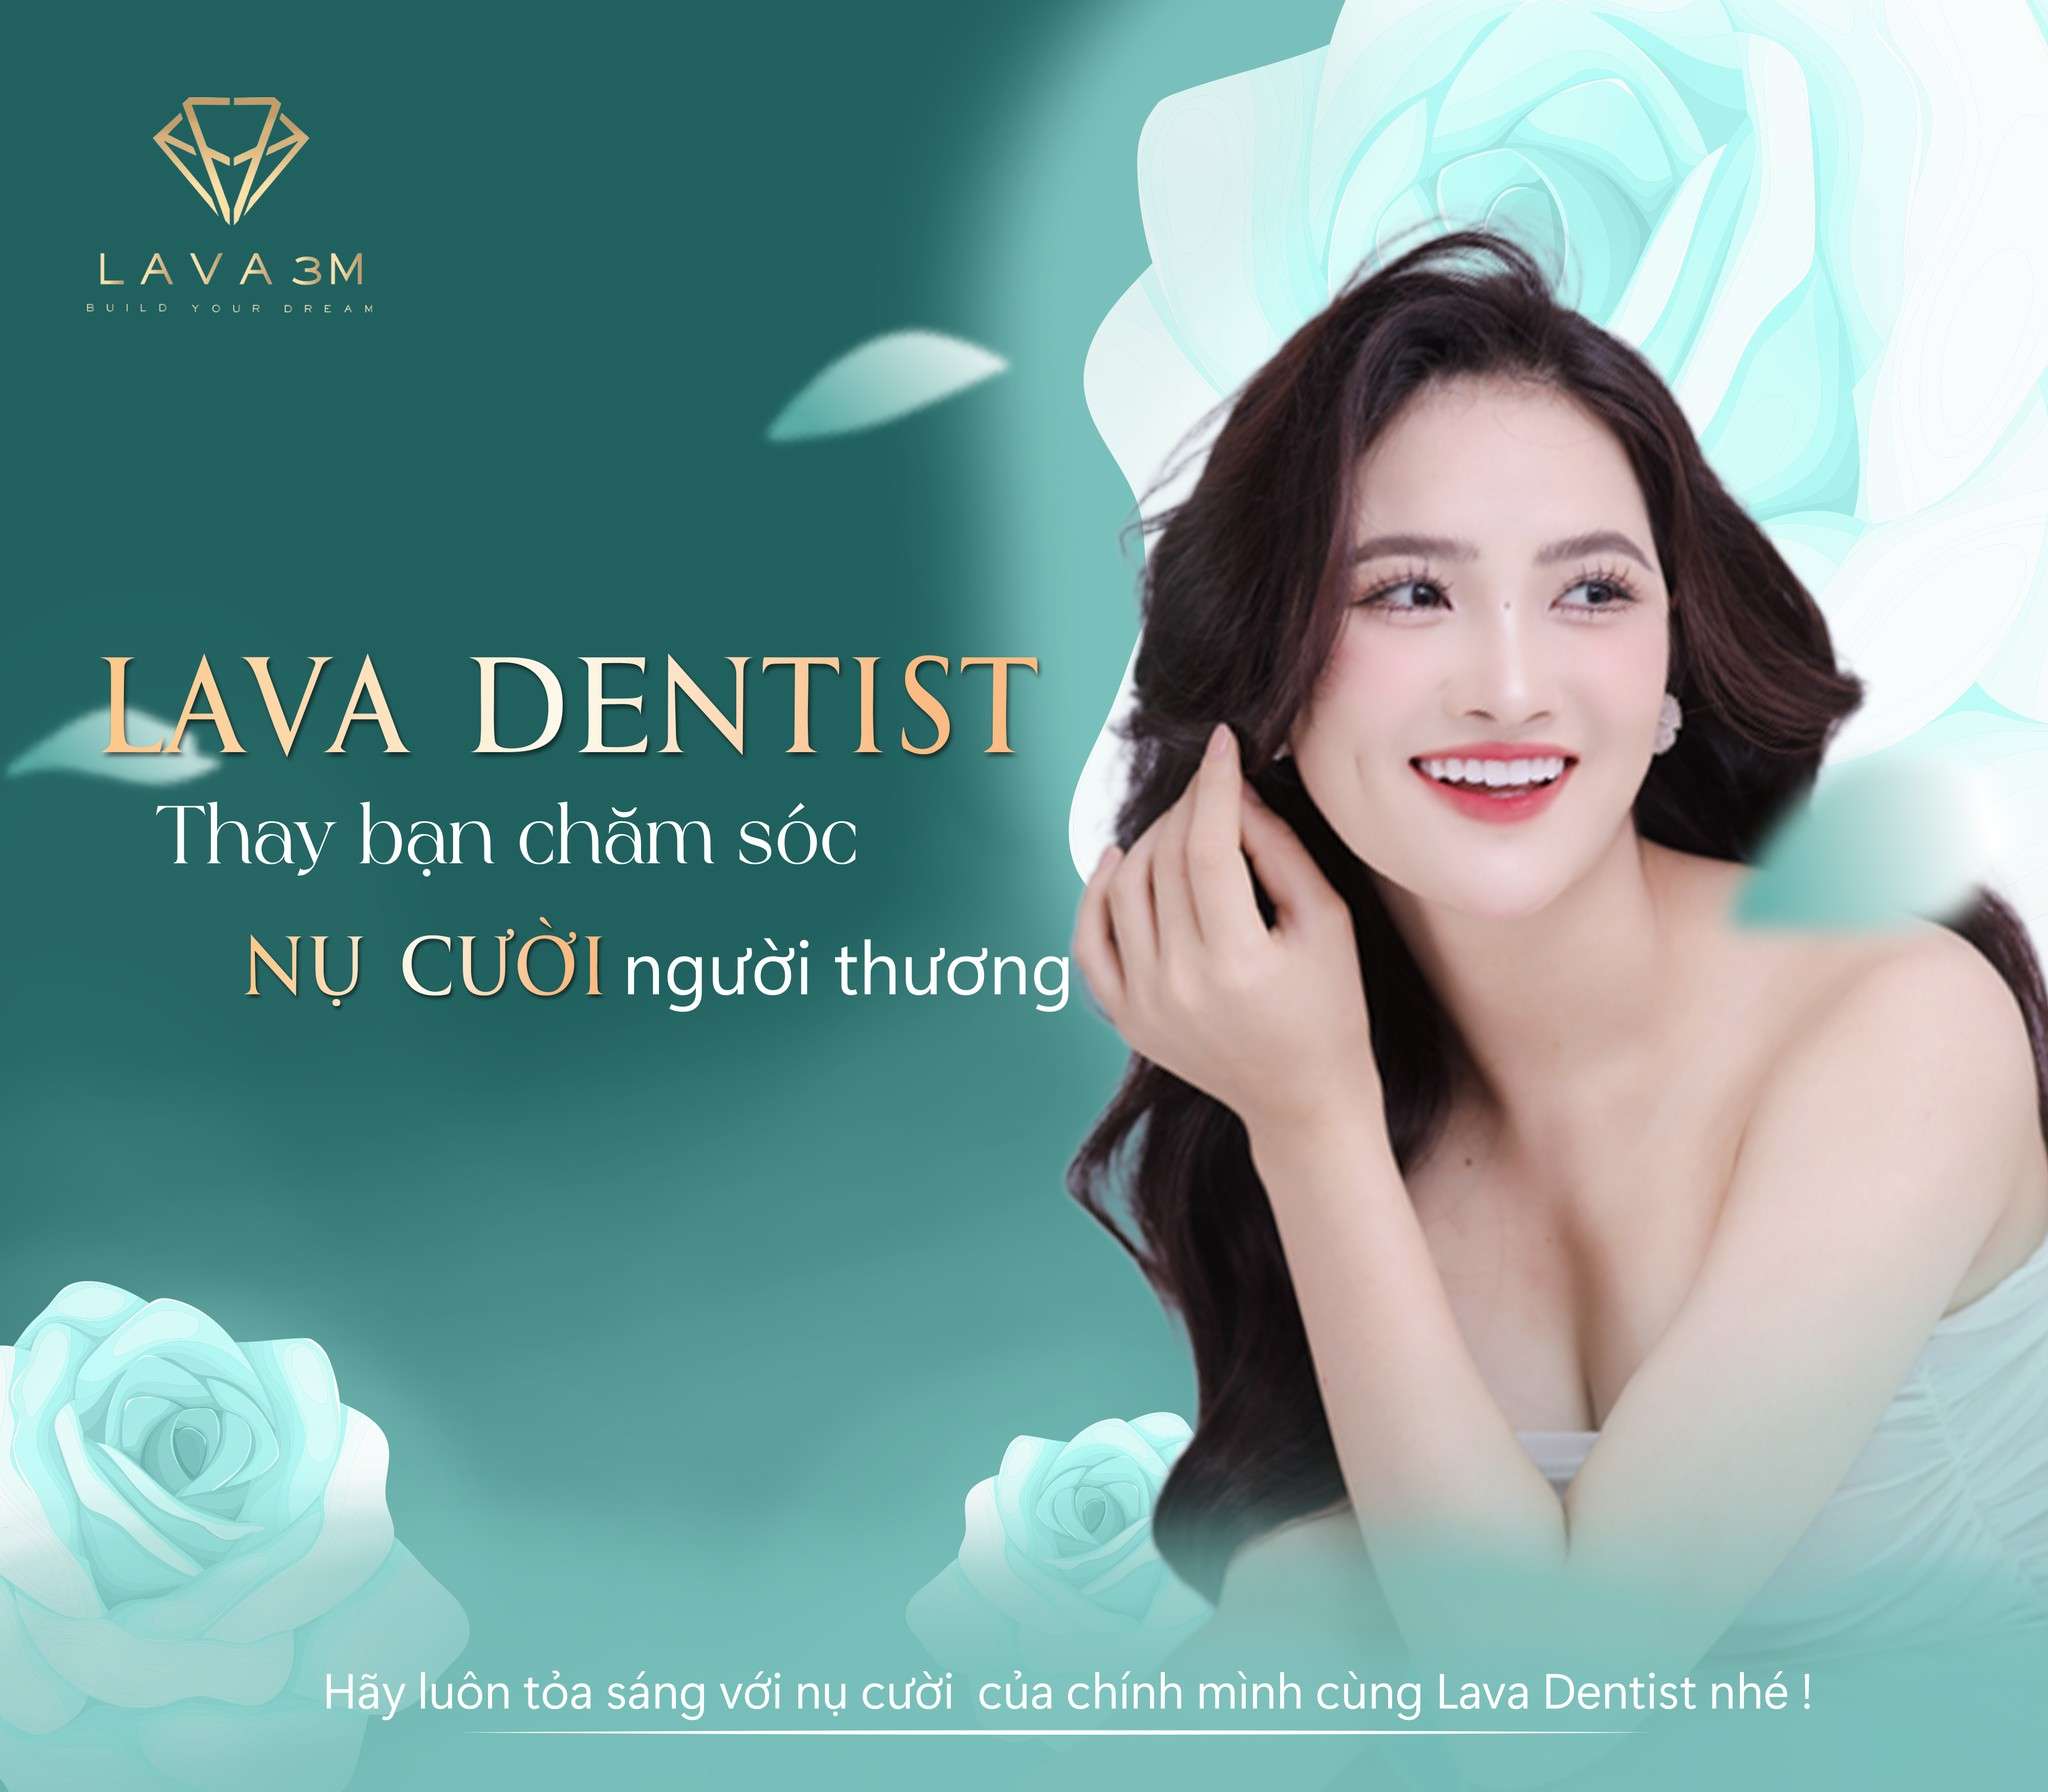 LAVA 3M
BUILD YOUR DREAM
LAVA DENTIST
Thay bạn chăm sóc
NỤ CƯỜI người thương
Hãy luôn tỏa sáng với nụ cười của chính mình cùng Lava Dentist nhé !